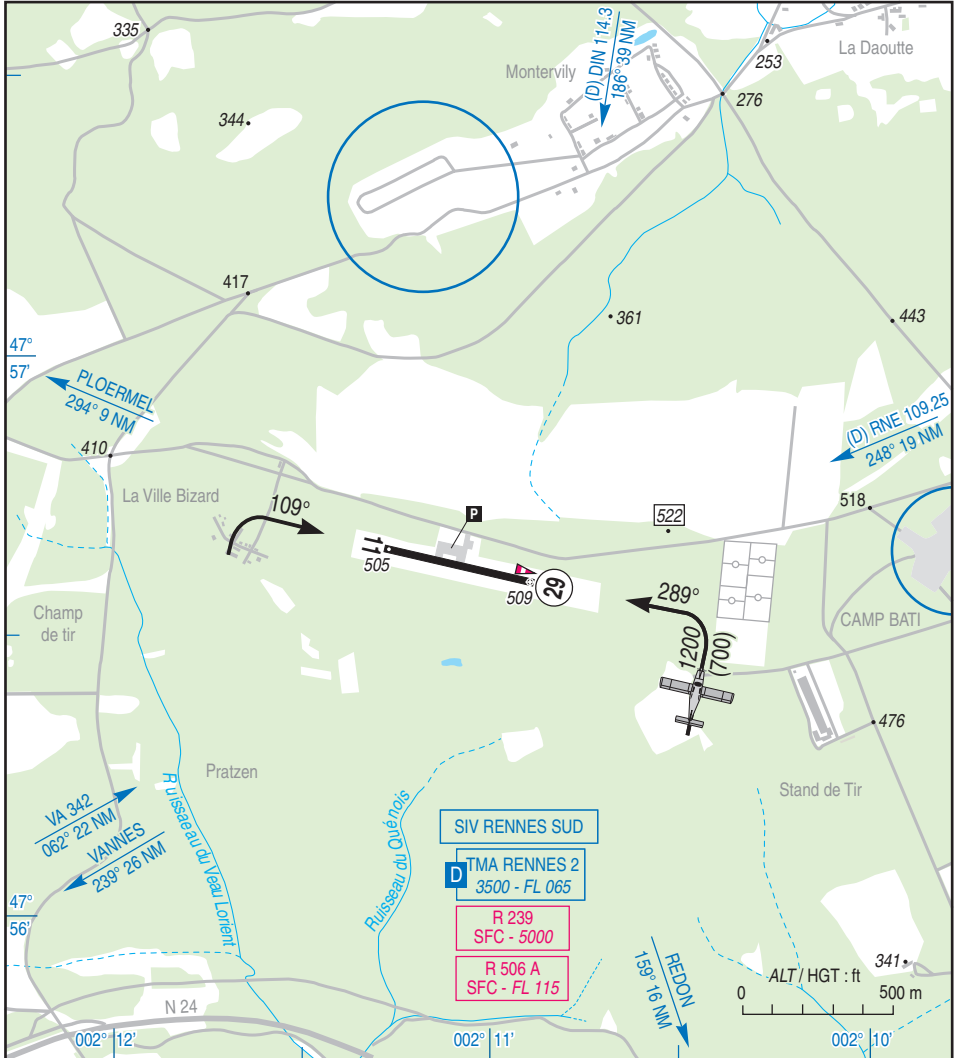 335
344
Montervily
(D) DIN 114.3
186° 39 NM
253
La Daoutte
276
417
361
443
47°
57'
PLOERMEL
294° 9 NM
(D) RNE 109.25
248° 19 NM
410
La Ville Bizard
109°
P
522
518
11
505
509
29
289°
1200
(700)
CAMP BATI
Champ
de tir
476
Pratzen
Stand de Tir
VA 342
062° 22 NM
VANNES
239° 26 NM
Ruissaeau du Veau Lorient
Ruisseau du Quénois
SIV RENNES SUD
D
TMA RENNES 2
3500 - FL 065
R 239
SFC - 5000
R 506 A
SFC - FL 115
47°
56'
REDON
159° 16 NM
341
ALT / HGT : ft
0
500 m
N 24
002° 12'
002° 11'
002° 10'